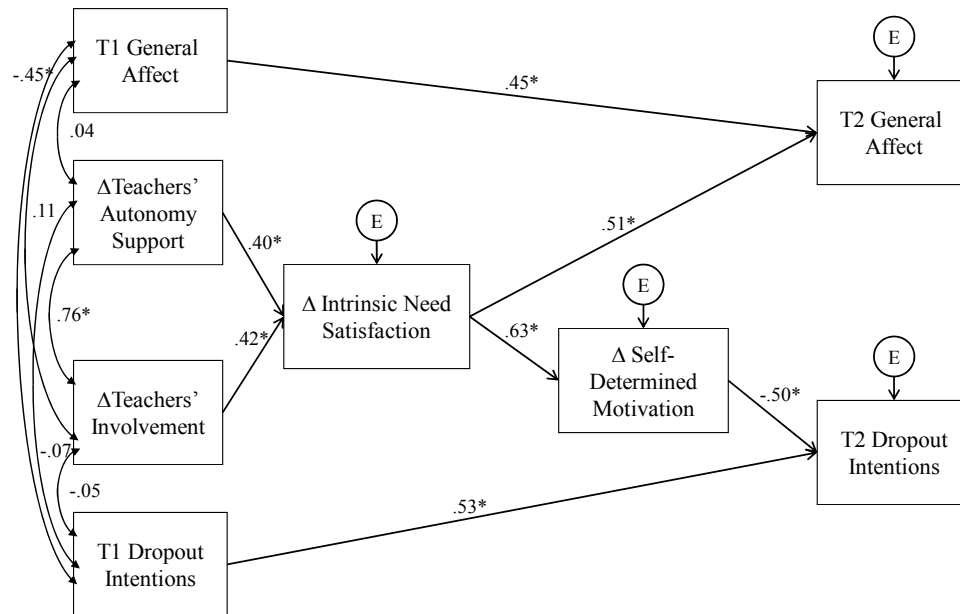 T1 General
Affect
-.45*
.04
ΔTeachers'
Autonomy
Support
.11
.76*
ΔTeachers'
Involvement
-.07
-.05
T1 Dropout
Intentions
.40*
.42*
E
Δ Intrinsic Need
Satisfaction
.45*
.51*
.63*
E
Δ Self-
Determined
Motivation
-.50*
.53*
E
T2 General
Affect
E
T2 Dropout
Intentions